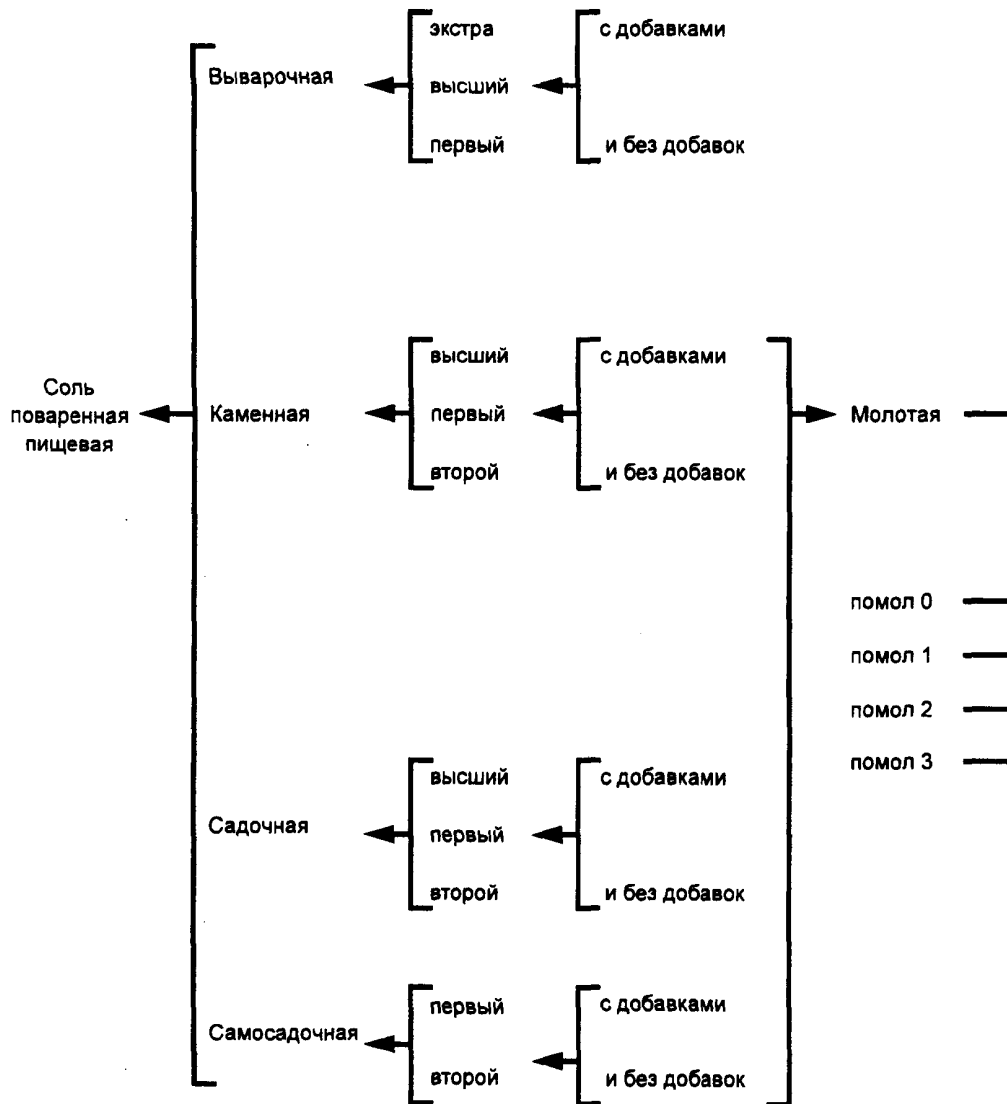 экстра
с добавками
Выварочная
высший
первый
и без добавок
высший
с добавками
Соль
поваренная
пищевая
Каменная
первый
Молотая
второй
и без добавок
помол 0
помол 1
помол 2
помол 3
высший
с добавками
Садочная
первый
второй
и без добавок
первый
с добавками
Самосадочная
второй
и без добавок